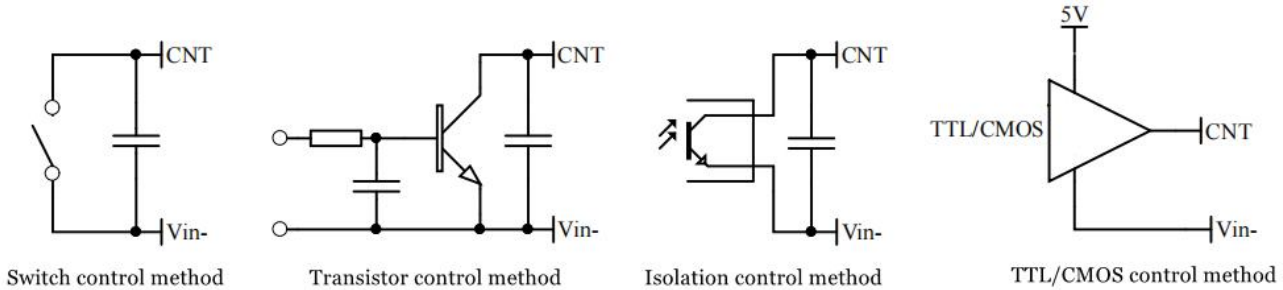 5V
CNT
CNT
CNT
TTL/CMOS
CNT
Vin-
Vin-
Vin-
Vin-
Switch control method
Transistor control method
Isolation control method
TTL/CMOS control method